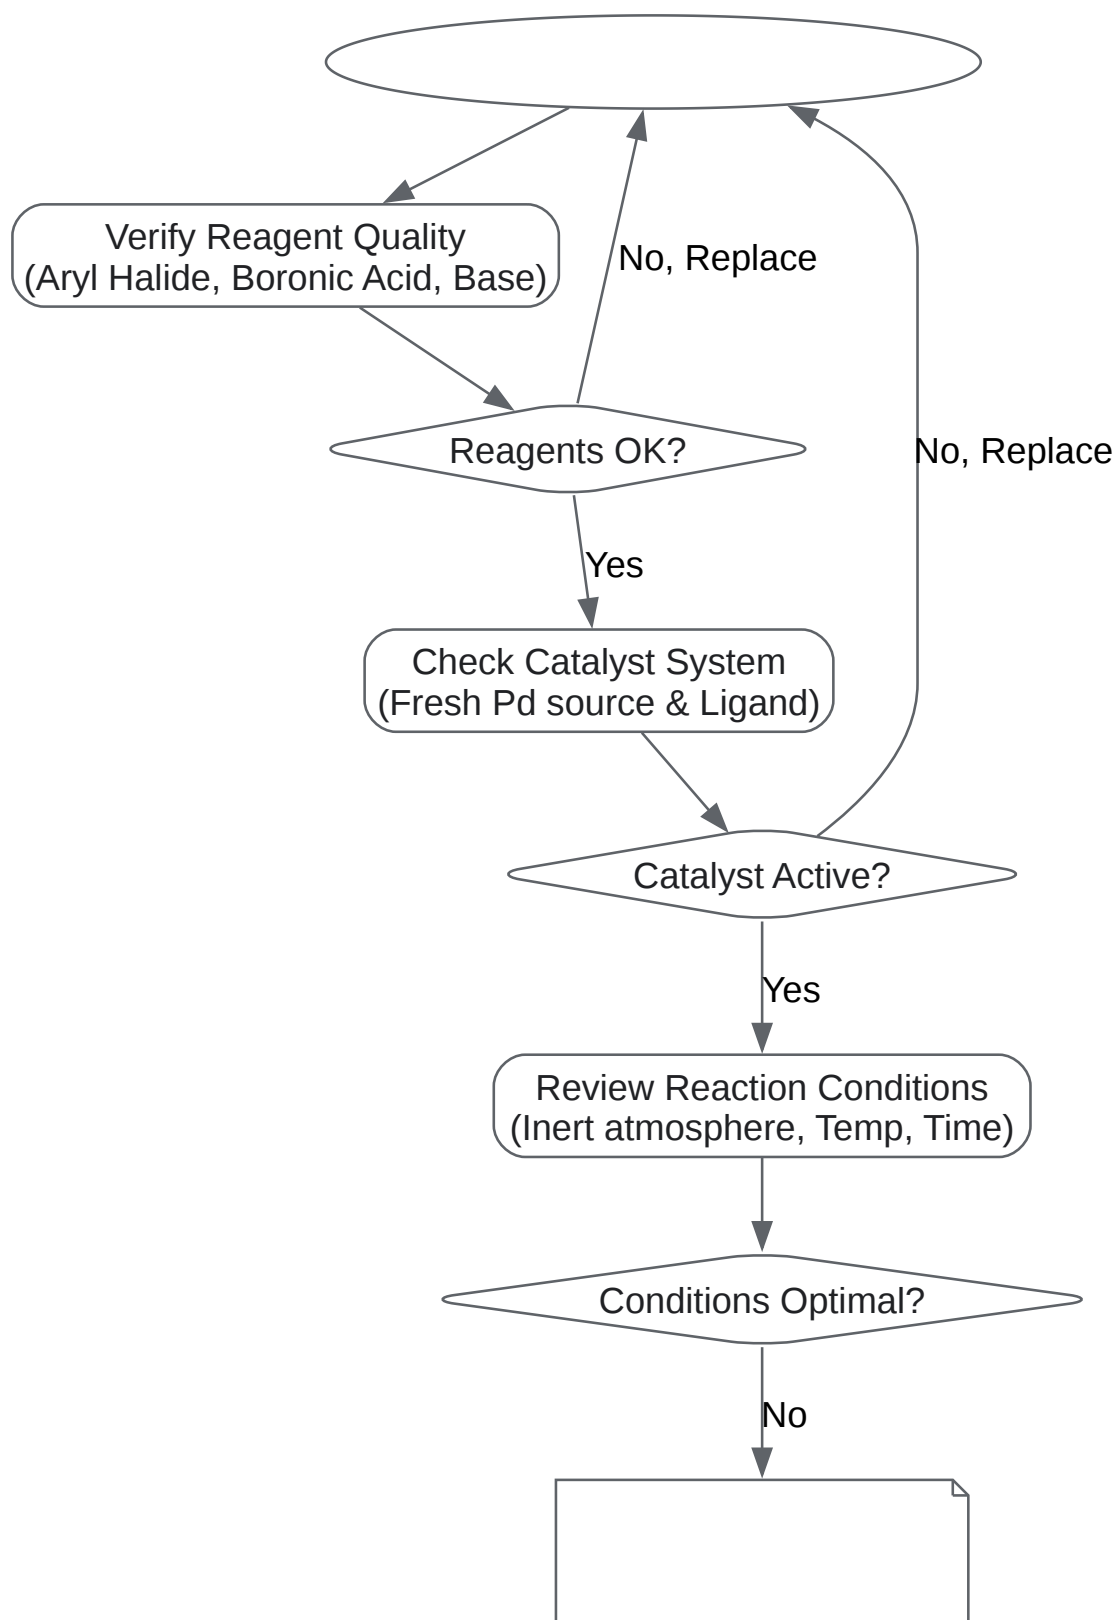 Verify Reagent Quality
(Aryl Halide, Boronic Acid, Base)
No, Replace
Reagents OK?
No, Replace
Yes
Check Catalyst System
(Fresh Pd source & Ligand)
Catalyst Active?
Yes
Review Reaction Conditions
(Inert atmosphere, Temp, Time)
Conditions Optimal?
No